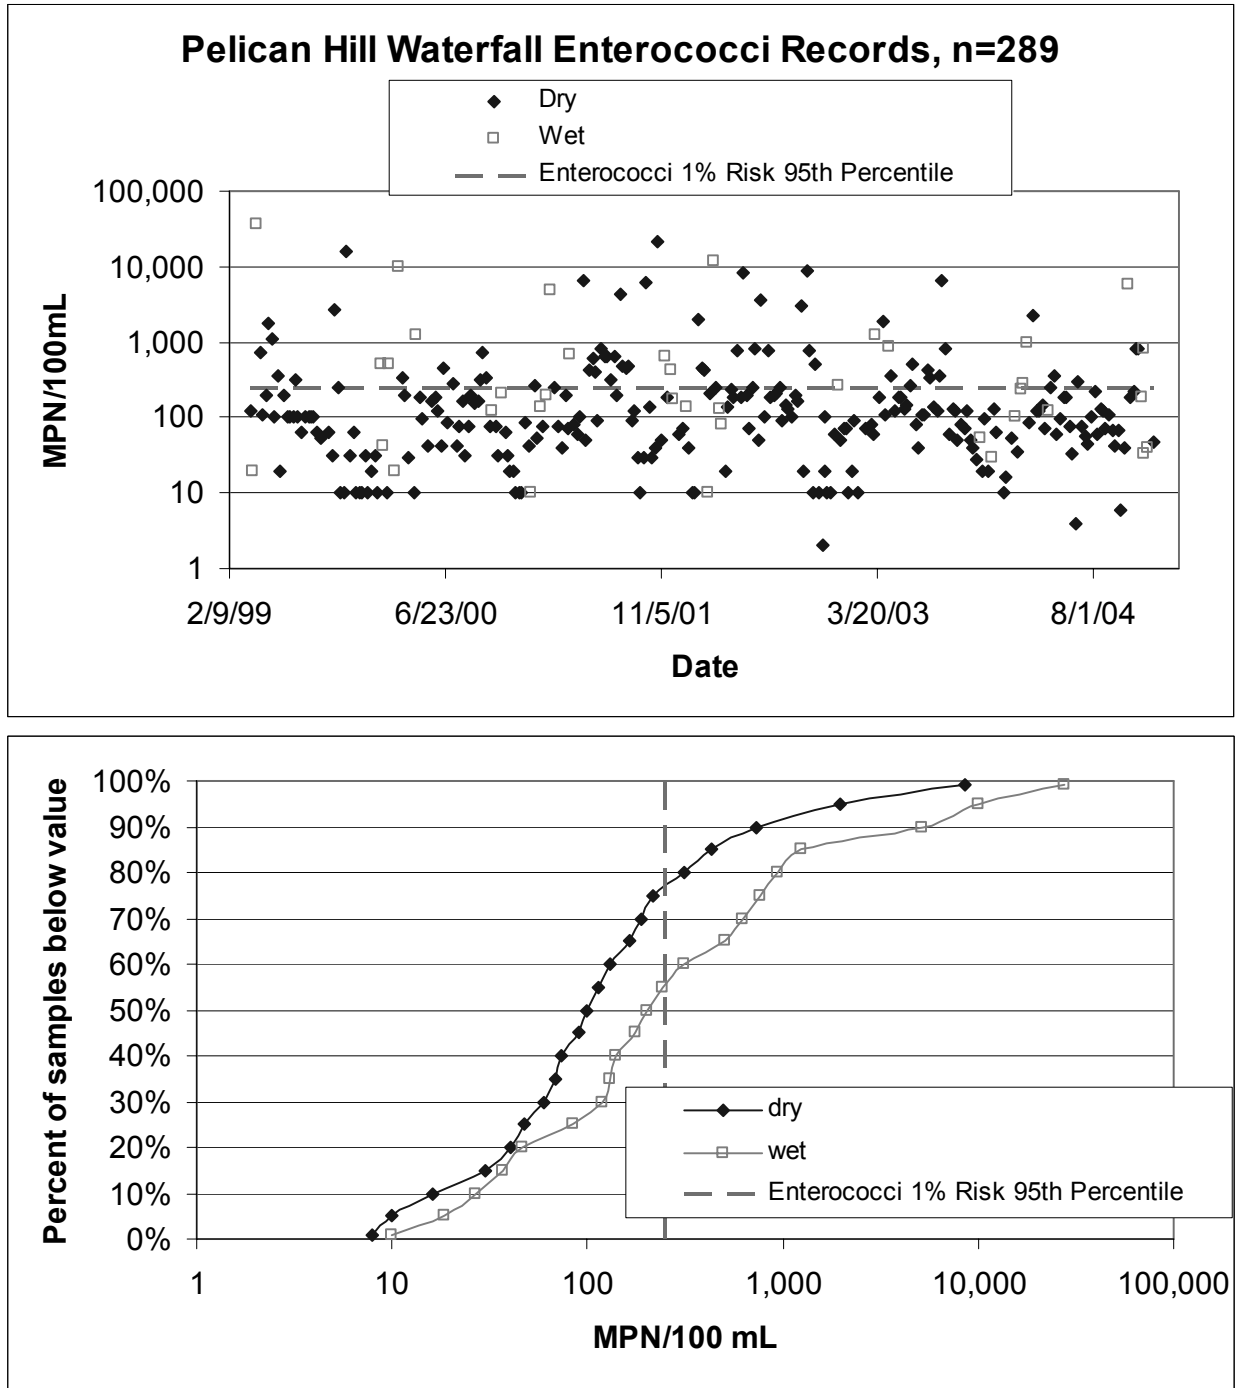 Pelican Hill Waterfall Enterococci Records, n=289
Dry
Wet
Enterococci 1% Risk 95th Percentile
MPN/100mL
100,000
10,000
1,000
100
10
1
2/9/99 6/23/00 11/5/01 3/20/03 8/1/04
Date
Percent of samples below value
100%
90%
80%
70%
60%
50%
40%
30%
20%
10%
0%
dry
wet
Enterococci 1% Risk 95th Percentile
1 10 100 1,000 10,000 100,000
MPN/100 mL